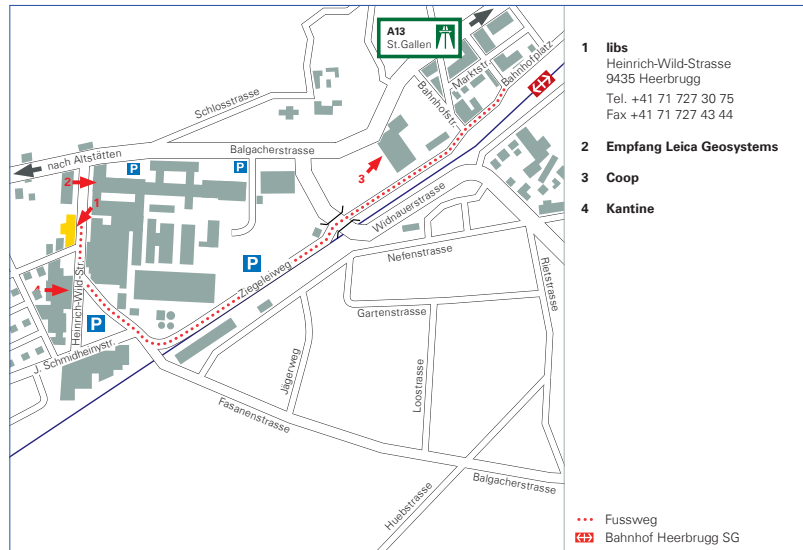 A13
St.Gallen
Marktstr.
Bahnhofplatz
Bahnhofstr.
Schlosstrasse
Balgacherstrasse
nach Altstätten
P
P
3
2
1
Widnauerstrasse
Nefenstrasse
Rietstrasse
P
Ziegeleiweg
4
Heinrich-Wild-Str.
P
Gartenstrasse
J. Schmidheinystr.
Jägerweg
Loostrasse
Fasanenstrasse
Balgacherstrasse
Huebstrasse
1 libs
Heinrich-Wild-Strasse
9435 Heerbrugg
Tel. +41 71 727 30 75
Fax +41 71 727 43 44
2 Empfang Leica Geosystems
3 Coop
4 Kantine
Fussweg
Bahnhof Heerbrugg SG